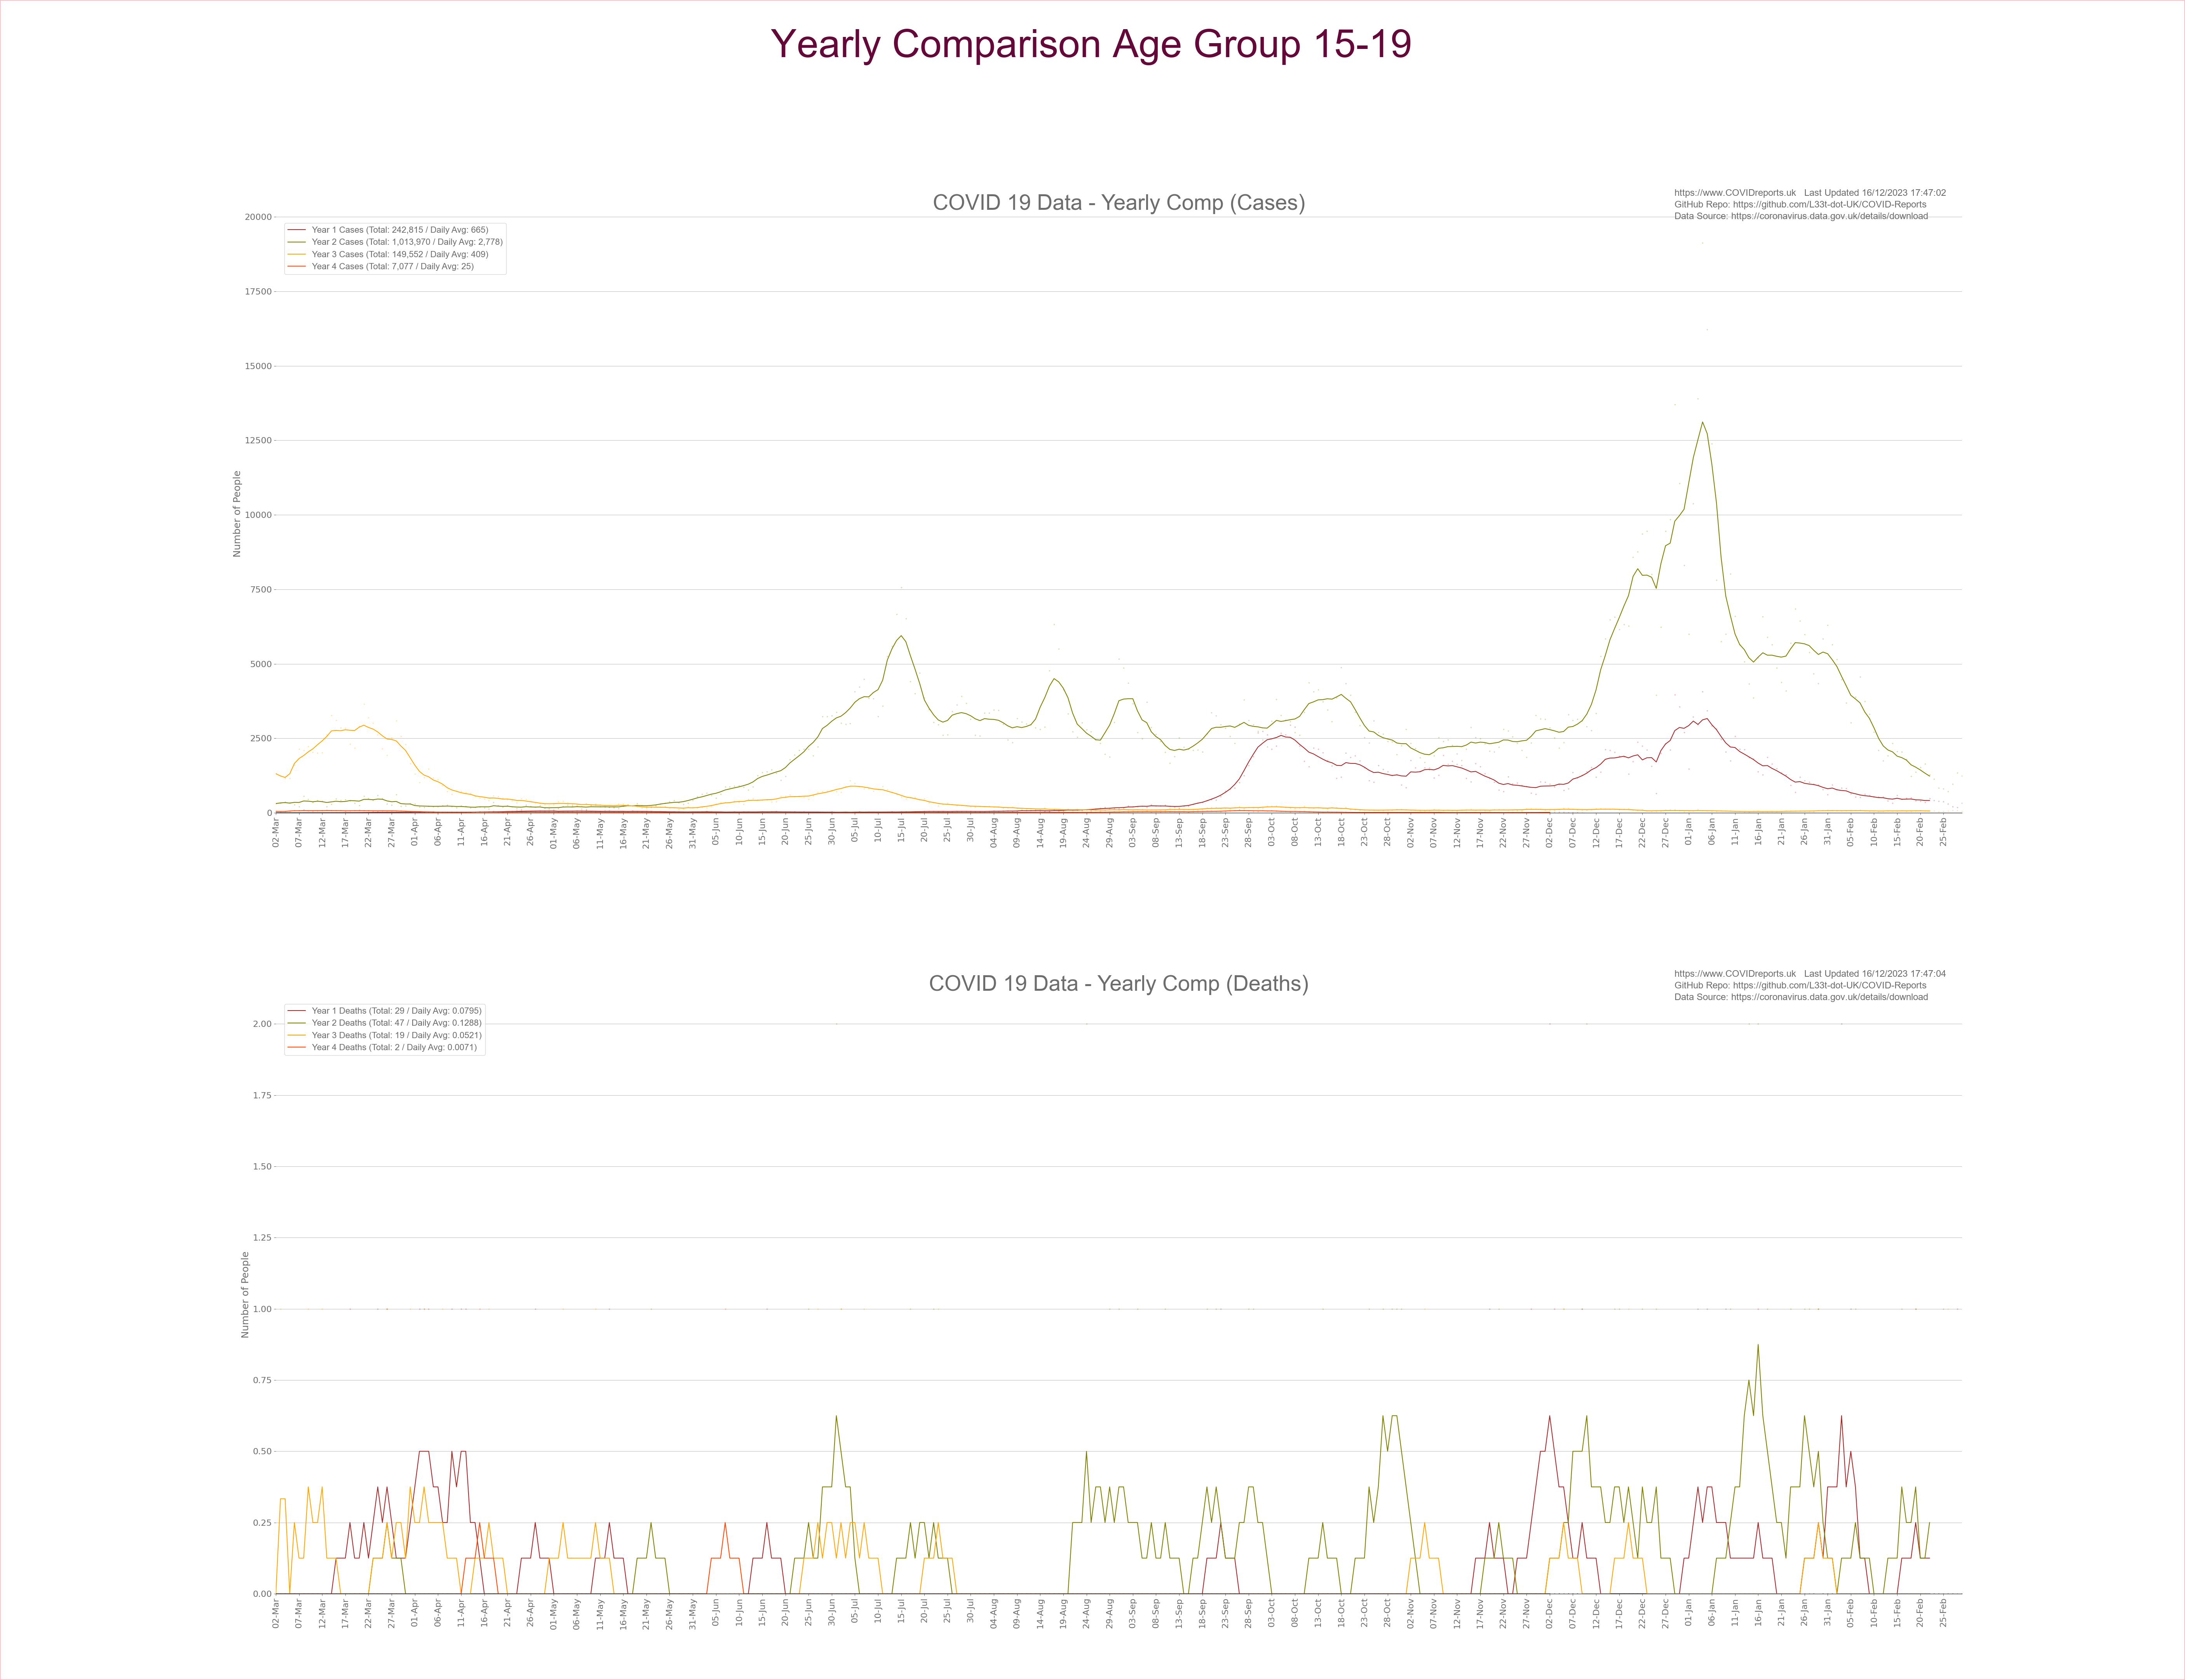 Yearly Comparison Age Group 15-19
COVID 19 Data - Yearly Comp (Cases)
https://www.COVIDreports.uk   Last Updated 16/12/2023 17:47:02
GitHub Repo: https://github.com/L33t-dot-UK/COVID-Reports
Data Source: https://coronavirus.data.gov.uk/details/download
Year 1 Cases (Total: 242,815 / Daily Avg: 665)
Year 2 Cases (Total: 1,013,970 / Daily Avg: 2,778)
Year 3 Cases (Total: 149,552 / Daily Avg: 409)
Year 4 Cases (Total: 7,077 / Daily Avg: 25)
Number of People
20000
17500
15000
12500
10000
7500
5000
2500
0
02-Mar 07-Mar 12-Mar 17-Mar 22-Mar 27-Mar 01-Apr 06-Apr 11-Apr 16-Apr 21-Apr 26-Apr 01-May 06-May 11-May 16-May 21-May 26-May 31-May 05-Jun 10-Jun 15-Jun 20-Jun 25-Jun 30-Jun 05-Jul 10-Jul 15-Jul 20-Jul 25-Jul 30-Jul 04-Aug 09-Aug 14-Aug 19-Aug 24-Aug 29-Aug 03-Sep 08-Sep 13-Sep 18-Sep 23-Sep 28-Sep 03-Oct 08-Oct 13-Oct 18-Oct 23-Oct 28-Oct 02-Nov 07-Nov 12-Nov 17-Nov 22-Nov 27-Nov 02-Dec 07-Dec 12-Dec 17-Dec 22-Dec 27-Dec 01-Jan 06-Jan 11-Jan 16-Jan 21-Jan 26-Jan 31-Jan 05-Feb 10-Feb 15-Feb 20-Feb 25-Feb
COVID 19 Data - Yearly Comp (Deaths)
https://www.COVIDreports.uk   Last Updated 16/12/2023 17:47:04
GitHub Repo: https://github.com/L33t-dot-UK/COVID-Reports
Data Source: https://coronavirus.data.gov.uk/details/download
Year 1 Deaths (Total: 29 / Daily Avg: 0.0795)
Year 2 Deaths (Total: 47 / Daily Avg: 0.1288)
Year 3 Deaths (Total: 19 / Daily Avg: 0.0521)
Year 4 Deaths (Total: 2 / Daily Avg: 0.0071)
Number of People
2.00
1.75
1.50
1.25
1.00
0.75
0.50
0.25
0.00
02-Mar 07-Mar 12-Mar 17-Mar 22-Mar 27-Mar 01-Apr 06-Apr 11-Apr 16-Apr 21-Apr 26-Apr 01-May 06-May 11-May 16-May 21-May 26-May 31-May 05-Jun 10-Jun 15-Jun 20-Jun 25-Jun 30-Jun 05-Jul 10-Jul 15-Jul 20-Jul 25-Jul 30-Jul 04-Aug 09-Aug 14-Aug 19-Aug 24-Aug 29-Aug 03-Sep 08-Sep 13-Sep 18-Sep 23-Sep 28-Sep 03-Oct 08-Oct 13-Oct 18-Oct 23-Oct 28-Oct 02-Nov 07-Nov 12-Nov 17-Nov 22-Nov 27-Nov 02-Dec 07-Dec 12-Dec 17-Dec 22-Dec 27-Dec 01-Jan 06-Jan 11-Jan 16-Jan 21-Jan 26-Jan 31-Jan 05-Feb 10-Feb 15-Feb 20-Feb 25-Feb